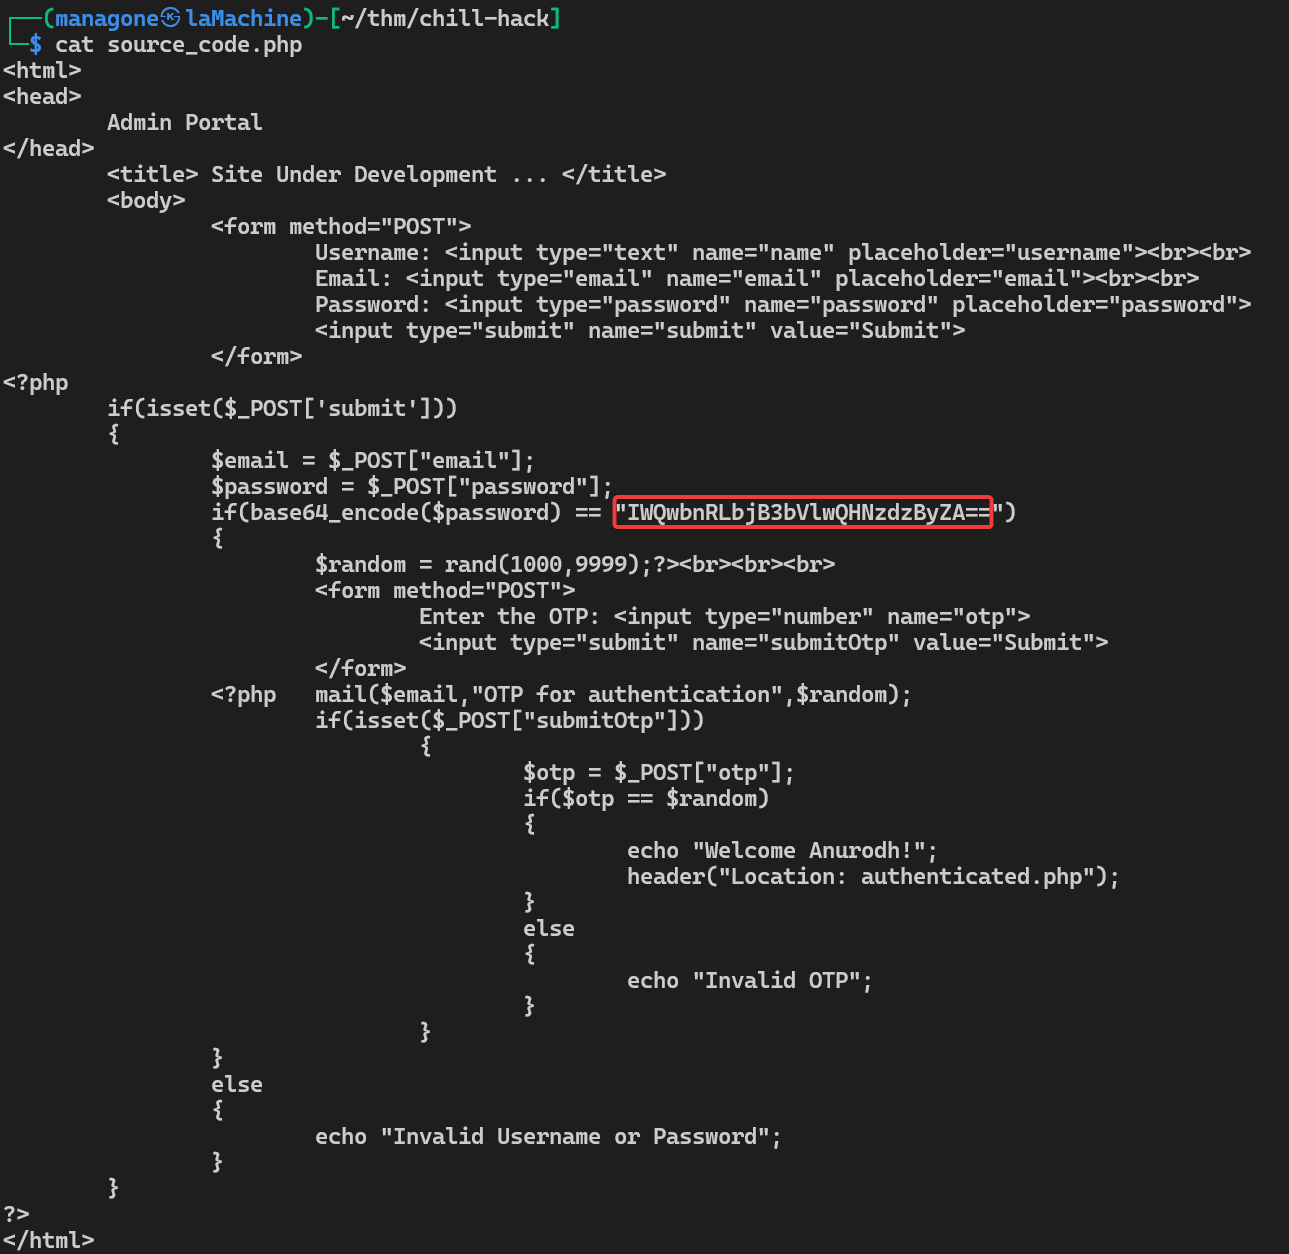 ┌──(managone㉿laMachine)-[~/thm/chill-hack]
└─$ cat source_code.php
<html>
<head>
        Admin Portal
</head>
        <title> Site Under Development ... </title>
        <body>
                <form method="POST">
                        Username: <input type="text" name="name" placeholder="username"><br><br>
                        Email: <input type="email" name="email" placeholder="email"><br><br>
                        Password: <input type="password" name="password" placeholder="password">
                        <input type="submit" name="submit" value="Submit">
                </form>
<?php
        if(isset($_POST['submit']))
        {
                $email = $_POST["email"];
                $password = $_POST["password"];
                if(base64_encode($password) == "IWQwbnRLbjB3bVlwQHNzdzByZA==")
                {
                        $random = rand(1000,9999);?><br><br><br>
                        <form method="POST">
                                Enter the OTP: <input type="number" name="otp">
                                <input type="submit" name="submitOtp" value="Submit">
                        </form>
                <?php   mail($email,"OTP for authentication",$random);
                        if(isset($_POST["submitOtp"]))
                                {
                                        $otp = $_POST["otp"];
                                        if($otp == $random)
                                        {
                                                echo "Welcome Anurodh!";
                                                header("Location: authenticated.php");
                                        }
                                        else
                                        {
                                                echo "Invalid OTP";
                                        }
                                }
                }
                else
                {
                        echo "Invalid Username or Password";
                }
        }
?>
</html>